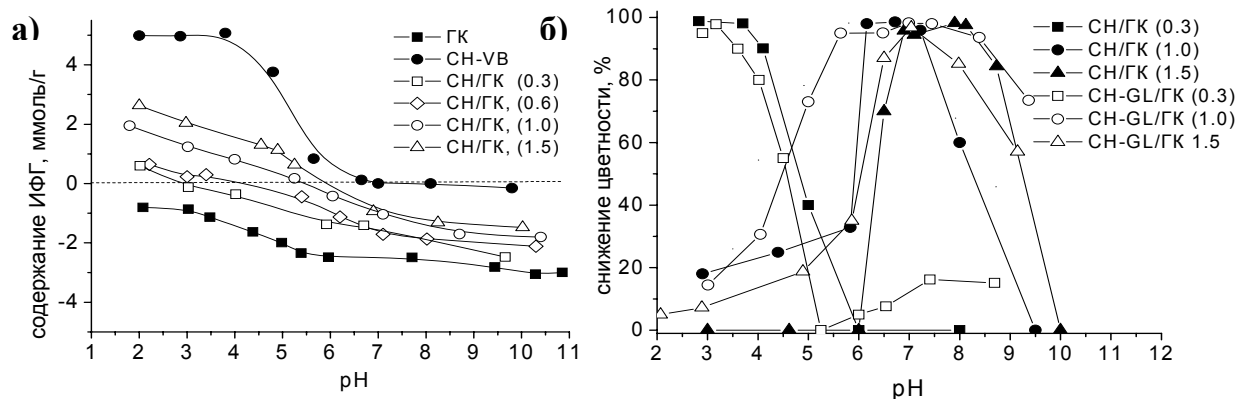 а)
содержание ИФГ, ммоль/г
4
2
0
-2
-4
1 2 3 4 5 6 7 8 9 10 11
pH
ГК
CH-VB
СН/ГК (0.3)
СН/ГК, (0.6)
СН/ГК, (1.0)
СН/ГК, (1.5)
б)
снижение цветности, %
100
80
60
40
20
0
2 3 4 5 6 7 8 9 10 11 12
pH
СН/ГК (0.3)
СН/ГК (1.0)
СН/ГК (1.5)
CH-GL/ГК (0.3)
CH-GL/ГК (1.0)
CH-GL/ГК 1.5